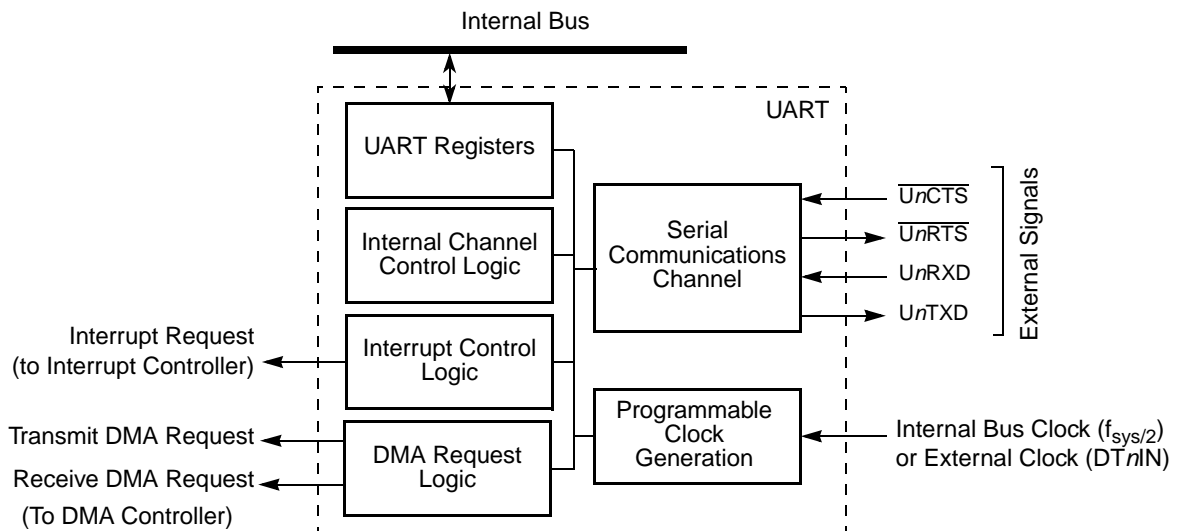 Internal Bus
UART
UART Registers
Internal Channel
Control Logic
Interrupt Control
Logic
DMA Request
Logic
Serial
Communications
Channel
Programmable
Clock
Generation
UnCTS
UnRTS
UnRXD
UnTXD
External Signals
Interrupt Request
(to Interrupt Controller)
Transmit DMA Request
Receive DMA Request
(To DMA Controller)
Internal Bus Clock (fsys/2)
or External Clock (DTnIN)